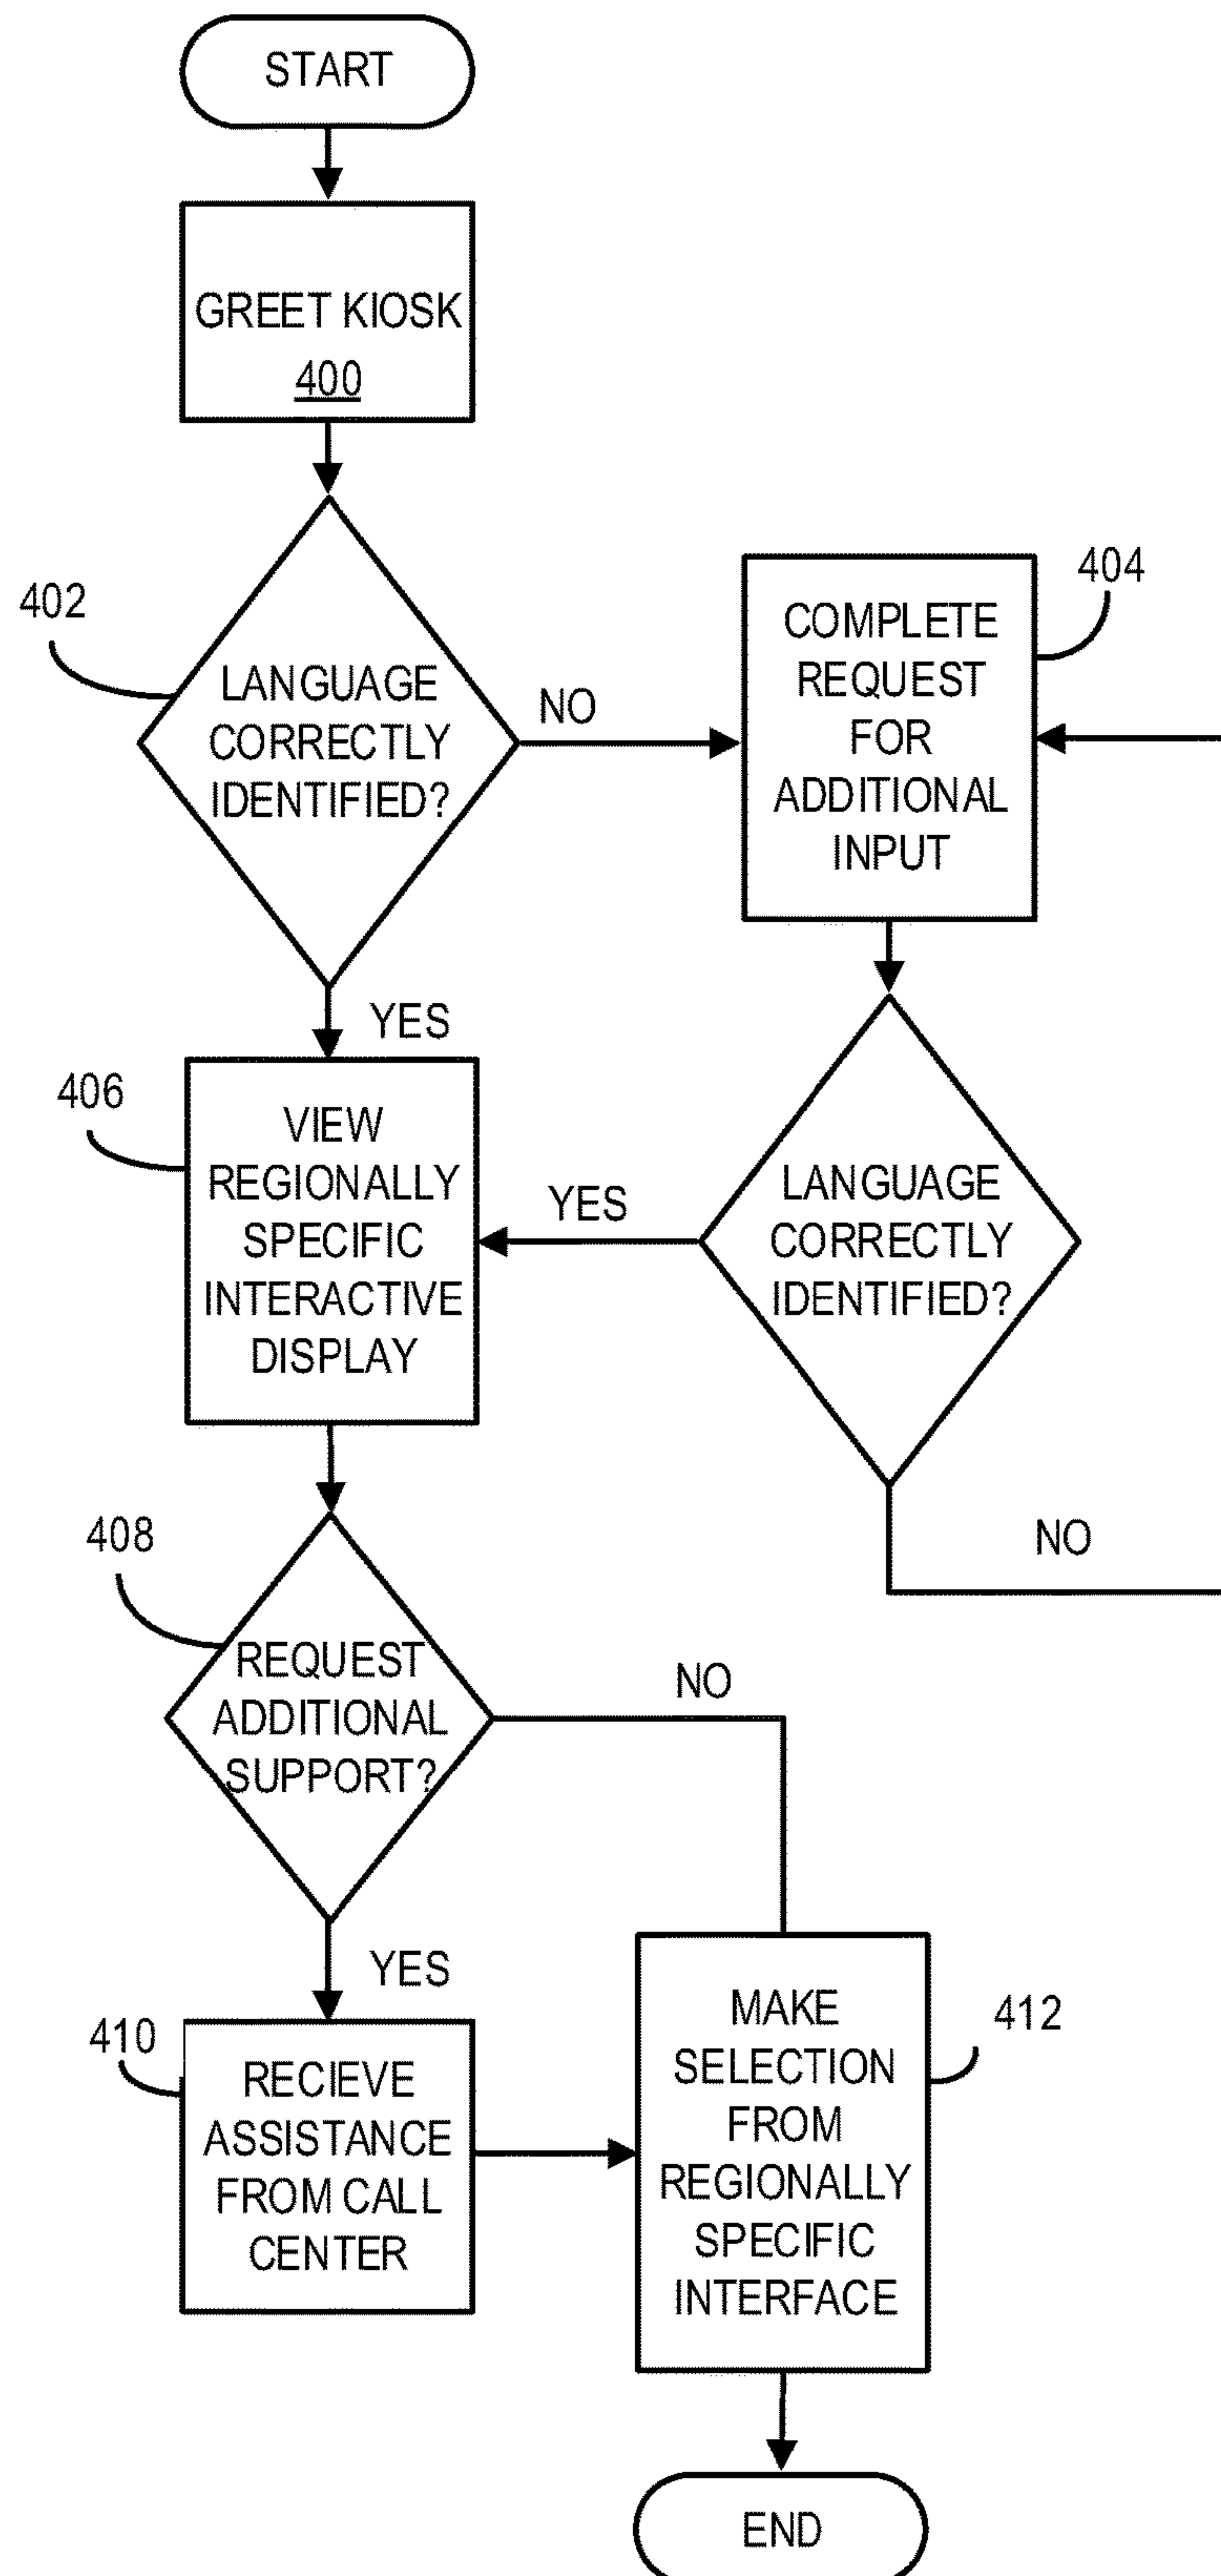 START
GREET KIOSK
400
402
LANGUAGE
CORRECTLY
IDENTIFIED?
NO
404
COMPLETE
REQUEST
FOR
ADDITIONAL
INPUT
YES
406
VIEW
REGIONALLY
SPECIFIC
INTERACTIVE
DISPLAY
YES
LANGUAGE
CORRECTLY
IDENTIFIED?
NO
408
REQUEST
ADDITIONAL
SUPPORT?
NO
YES
410
RECIEVE
ASSISTANCE
FROM CALL
CENTER
412
MAKE
SELECTION
FROM
REGIONALLY
SPECIFIC
INTERFACE
END